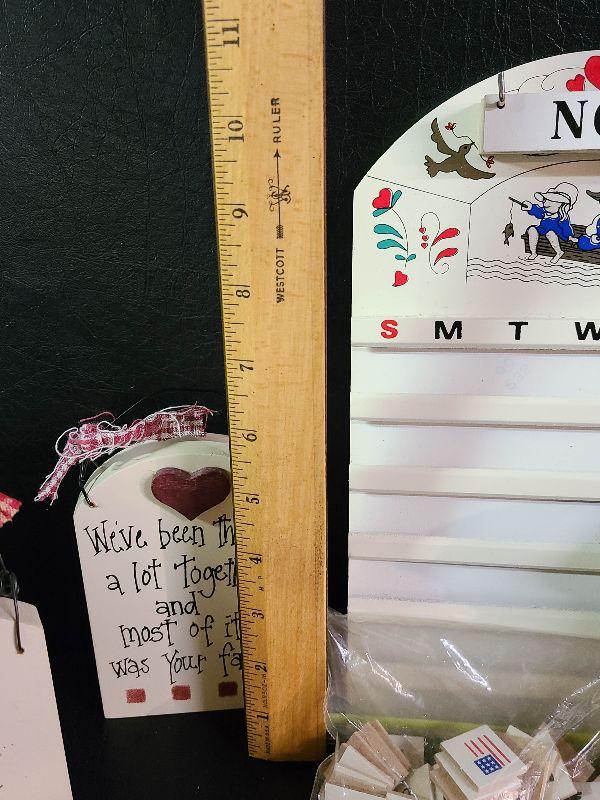 11
10
RULER
9
WESTCOTT
8
7
6
5
4
3
2
1
NO
S M T W
We've been th
a lot toget
and
most of it
was your fa